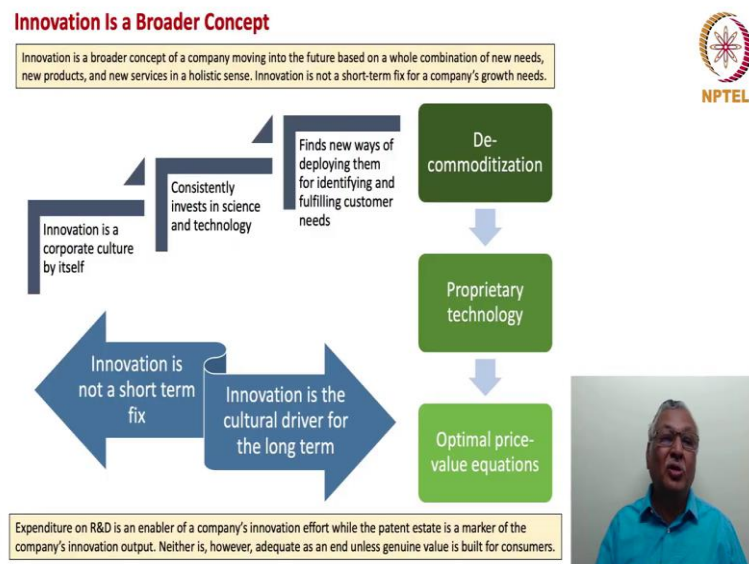 Innovation Is a Broader Concept
Innovation is a broader concept of a company moving into the future based on a whole combination of new needs,
new products, and new services in a holistic sense. Innovation is not a short-term fix for a company's growth needs.
NPTEL
Innovation is a
corporate culture
by itself
Consistently
invests in science
and technology
Finds new ways of
deploying them
for identifying and
fulfilling customer
needs
De-
commoditization
Proprietary
technology
Optimal price-
value equations
Innovation is
not a short term
fix
Innovation is the
cultural driver for
the long term
Expenditure on R&D is an enabler of a company's innovation effort while the patent estate is a marker of the
company's innovation output. Neither is, however, adequate as an end unless genuine value is built for consumers.